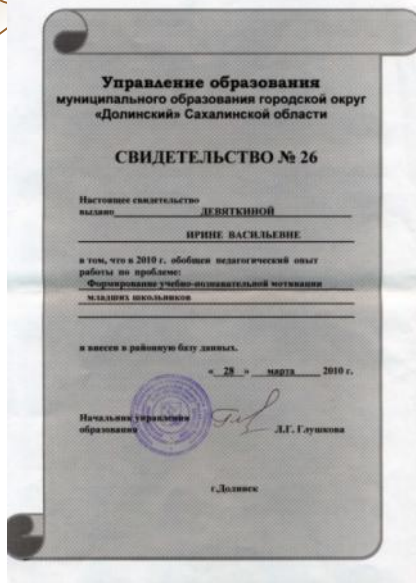 Управление образования
муниципального образования городской округ
«Долинский» Сахалинской области
СВИДЕТЕЛЬСТВО № 26
Настоящее свидетельство
выдано ДЕВЯТКИНОЙ
ИРИНЕ ВАСИЛЬЕВНЕ
в том, что в 2010 г. обобщен педагогический опыт
работы по проблеме:
Формирование учебно-познавательной мотивации
младших школьников
и внесен в районную базу данных.
« 28 » марта 2010 г.
Начальник управления
образования Л.Г. Глушкова
г.Долинск